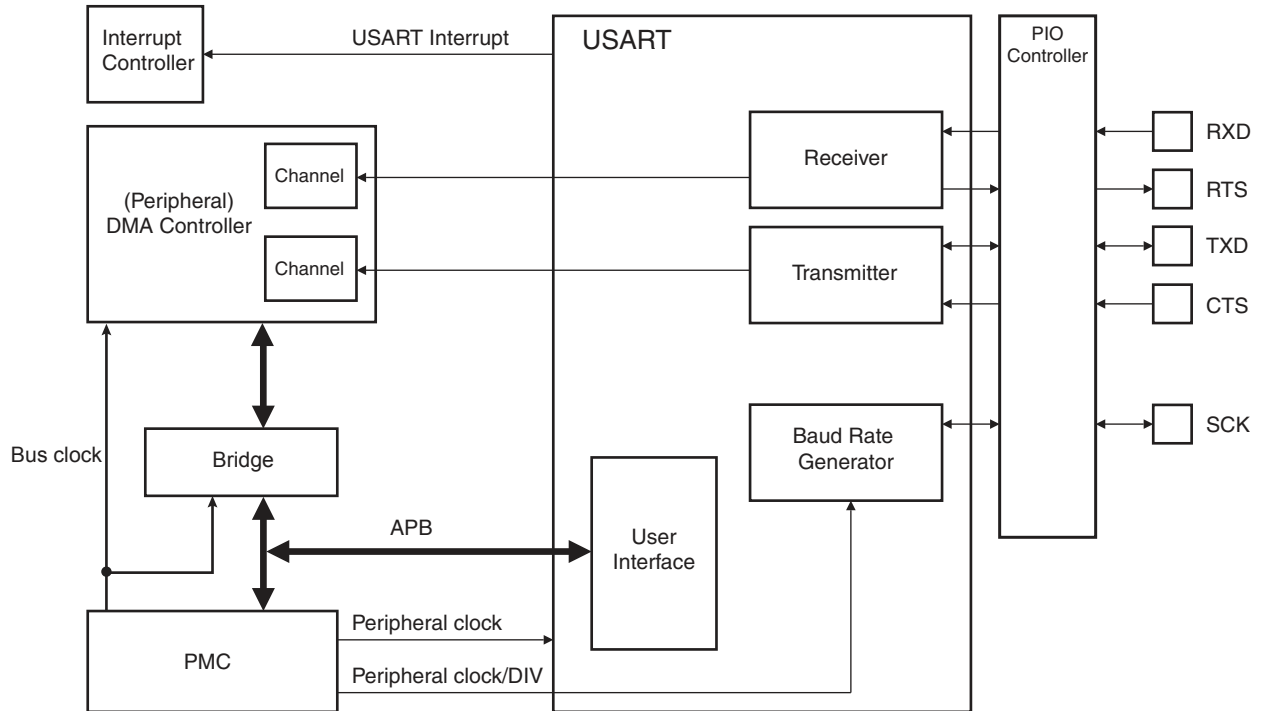 Interrupt
Controller
USART Interrupt
USART
PIO
Controller
Receiver
RXD
RTS
(Peripheral)
DMA Controller
Channel
Channel
Transmitter
TXD
CTS
Baud Rate
Generator
SCK
Bus clock
Bridge
APB
User
Interface
PMC
Peripheral clock
Peripheral clock/DIV